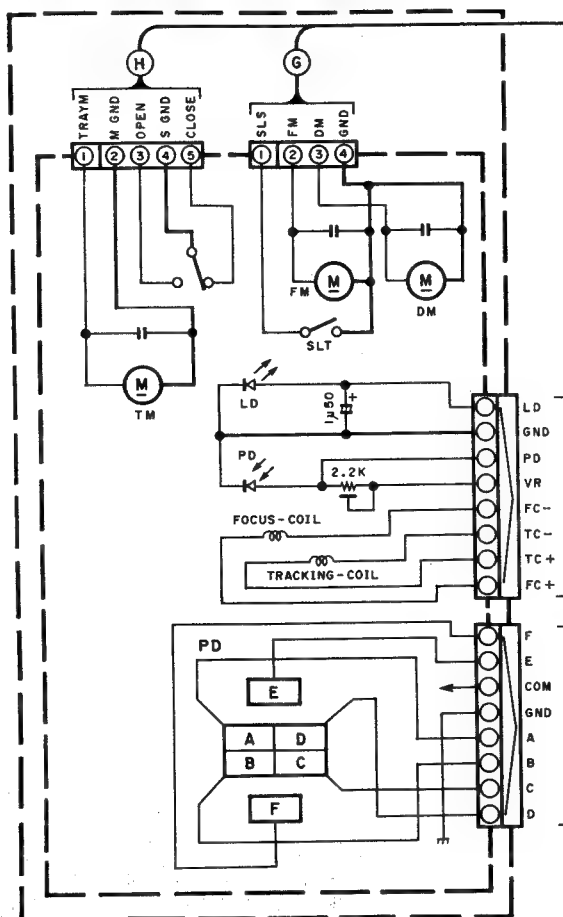 H
G
TRAYM
M GND
OPEN
S GND
CLOSE
SLS
FM
DM
GND
1
2
3
4
5
1
2
3
4
M
FM
M
DM
SLT
M
TM
LD
1µ50
+
PD
2.2K
FOCUS-COIL
TRACKING-COIL
LD
GND
PD
VR
FC-
TC-
TC+
FC+
PD
E
A D
B C
F
F
E
COM
GND
A
B
C
D